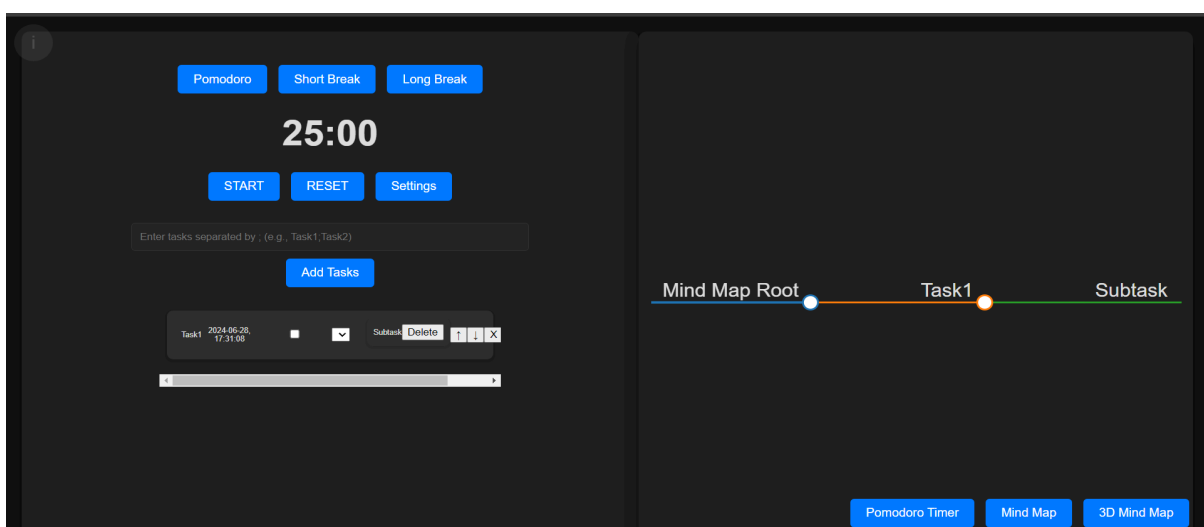 i
Pomodoro Short Break Long Break
25:00
START RESET Settings
Enter tasks separated by ; (e.g., Task1;Task2)
Add Tasks
Task1 2024-06-28, 17:31:08 Subtask Delete ↑ ↓ X
Mind Map Root Task1 Subtask
Pomodoro Timer Mind Map 3D Mind Map